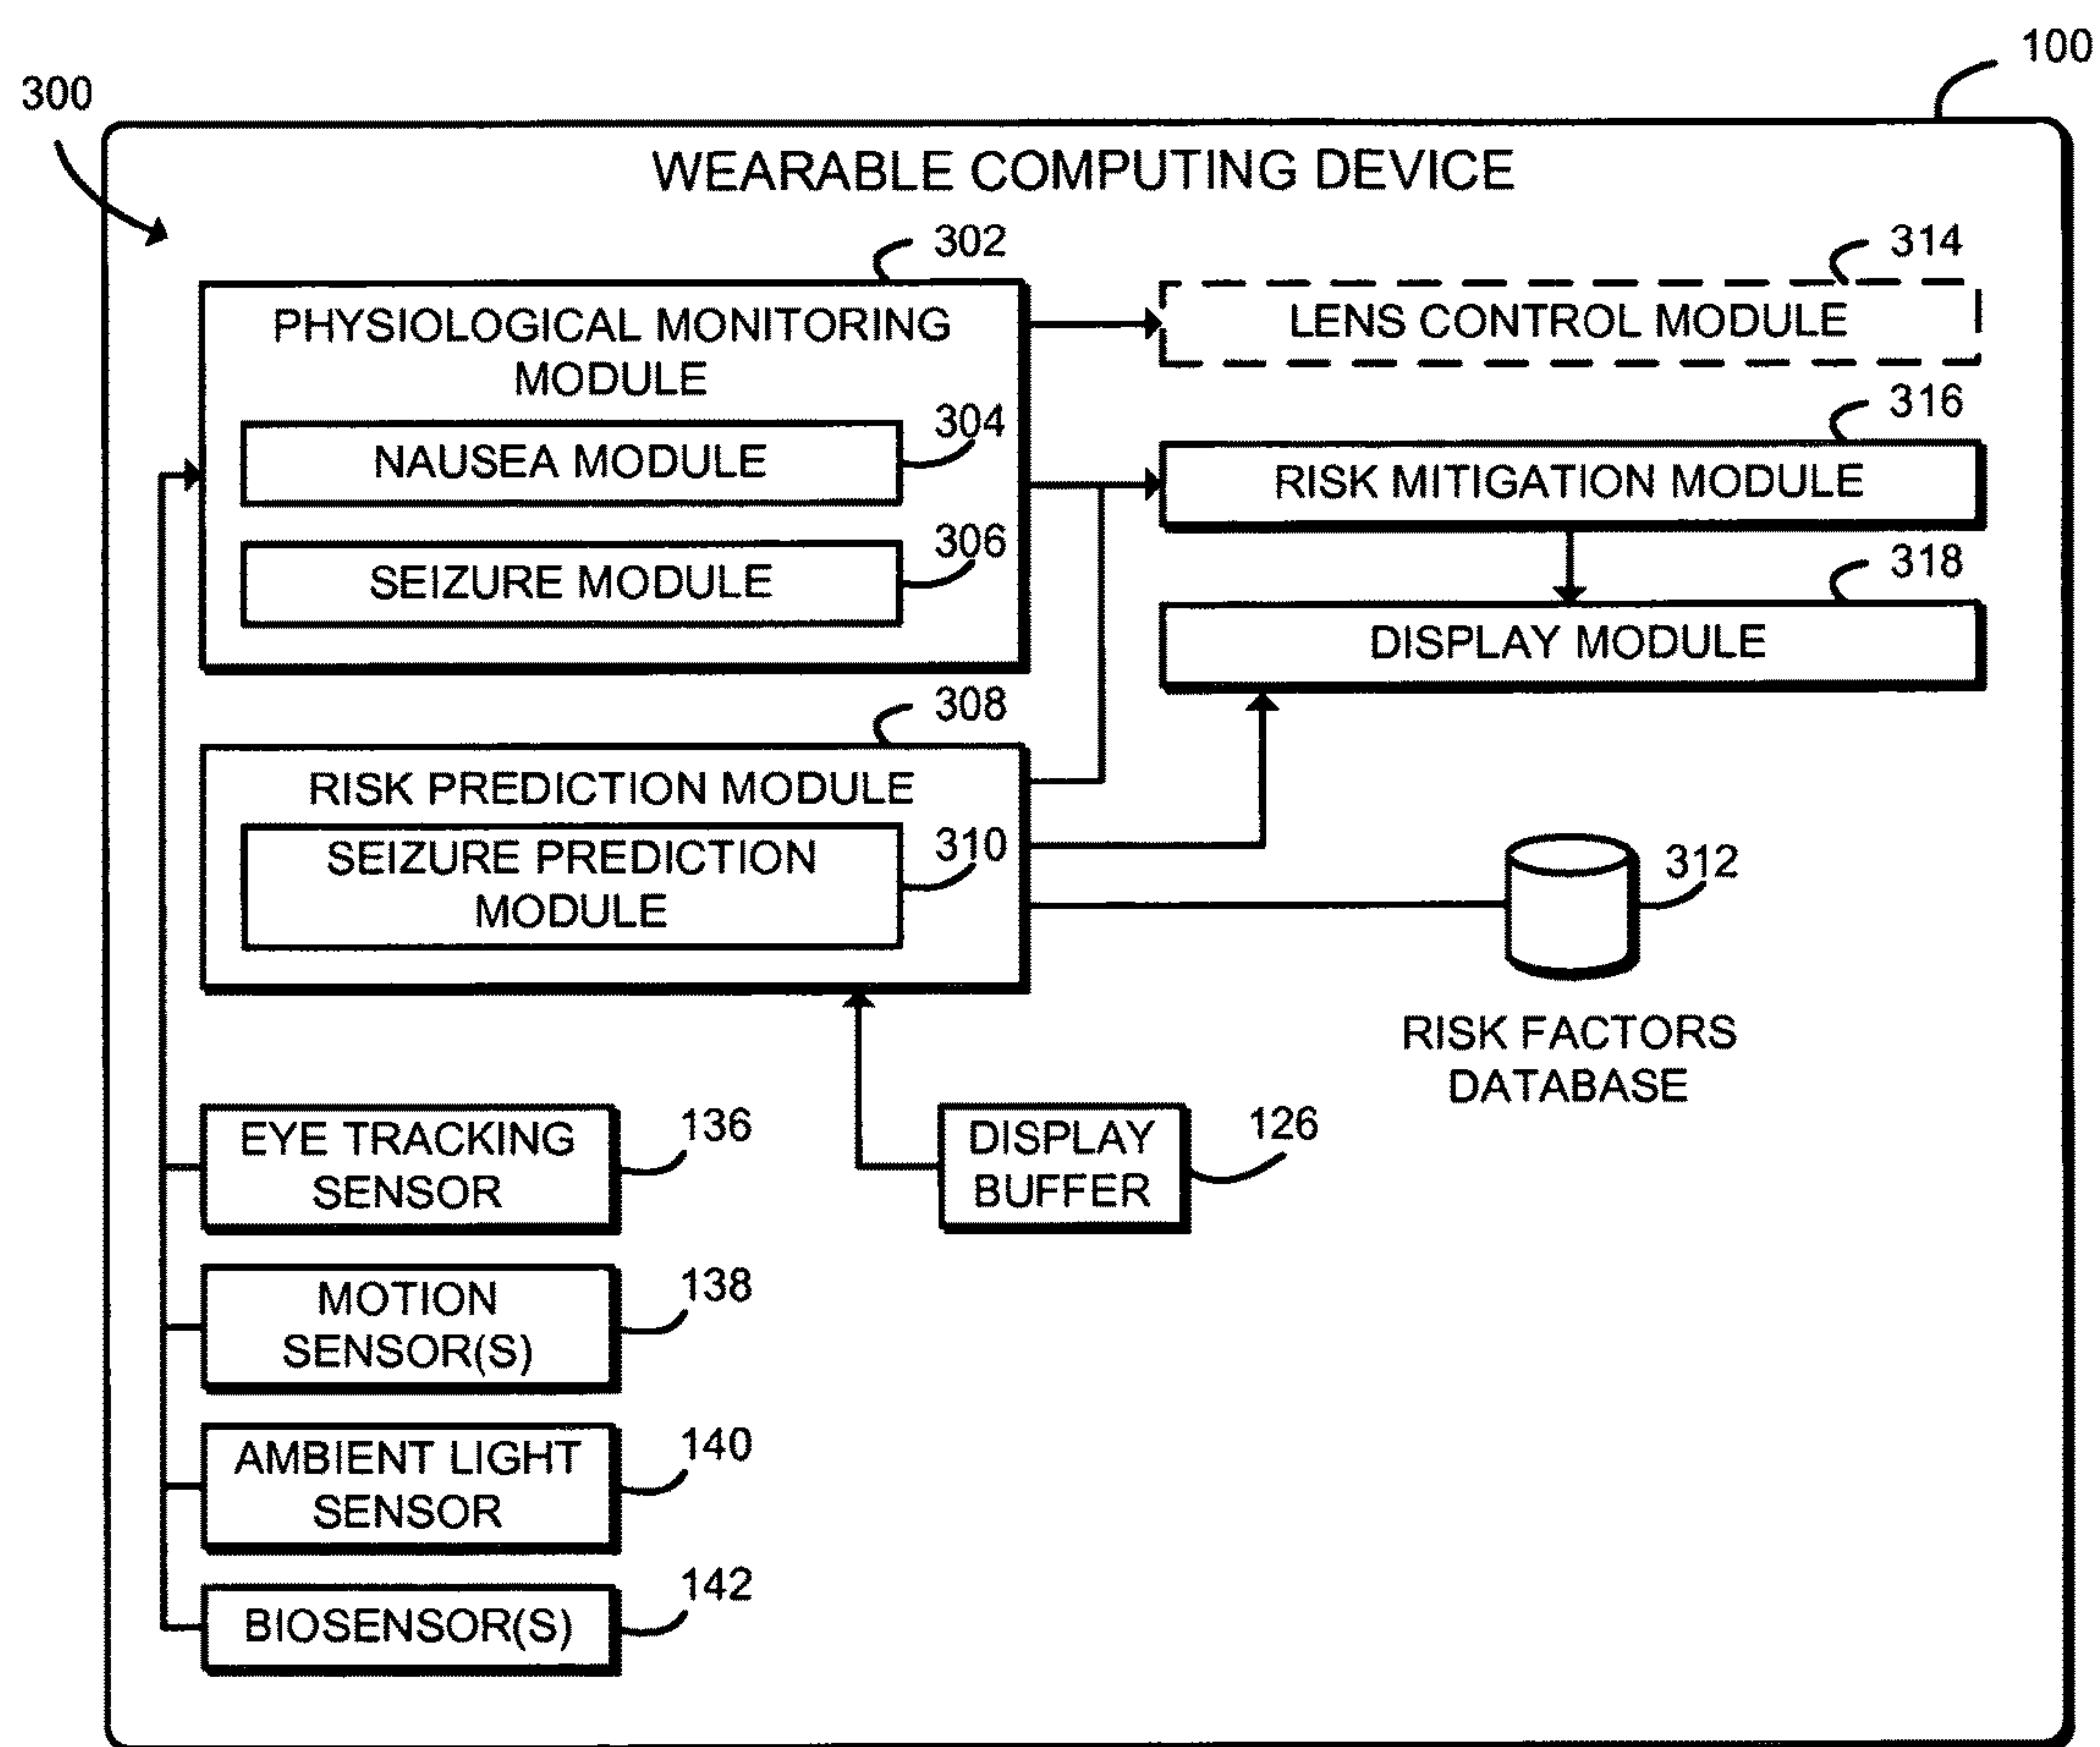 100
300
WEARABLE COMPUTING DEVICE
302
PHYSIOLOGICAL MONITORING
MODULE
304
NAUSEA MODULE
306
SEIZURE MODULE
314
LENS CONTROL MODULE
316
RISK MITIGATION MODULE
318
DISPLAY MODULE
308
RISK PREDICTION MODULE
310
SEIZURE PREDICTION
MODULE
312
RISK FACTORS
DATABASE
136
EYE TRACKING
SENSOR
126
DISPLAY
BUFFER
138
MOTION
SENSOR(S)
140
AMBIENT LIGHT
SENSOR
142
BIOSENSOR(S)